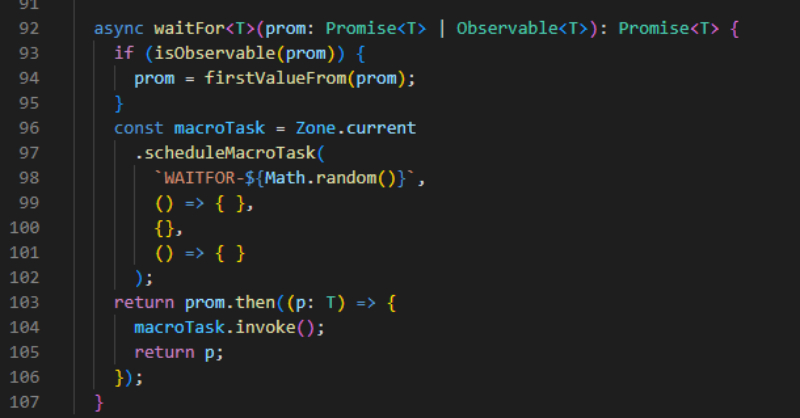 91
92 async waitFor<T>(prom: Promise<T> | Observable<T>): Promise<T> {
93 if (isObservable(prom)) {
94 prom = firstValueFrom(prom);
95 }
96 const macroTask = Zone.current
97 .scheduleMacroTask(
98 `WAITFOR-${Math.random()}`,
99 () => { },
100 {},
101 () => { }
102 );
103 return prom.then((p: T) => {
104 macroTask.invoke();
105 return p;
106 });
107 }